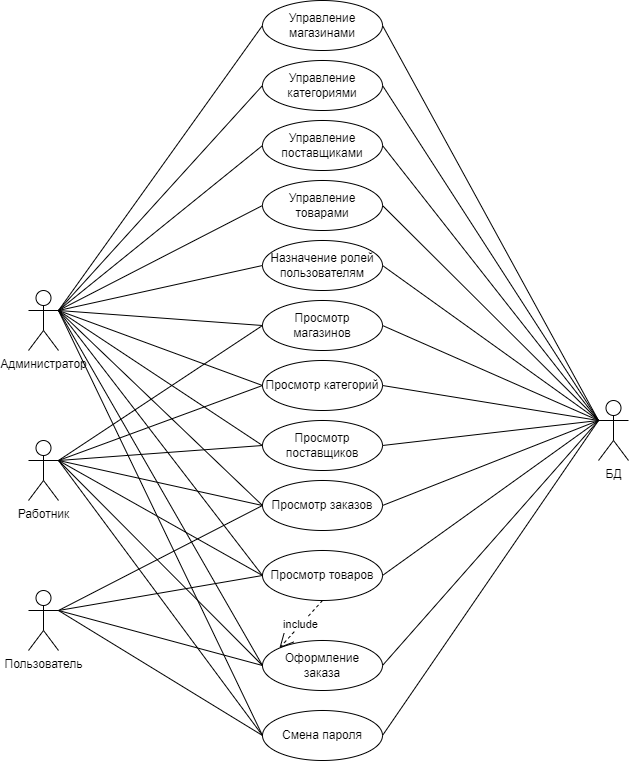 Управление
магазинами
Управление
категориями
Управление
поставщиками
Управление
товарами
Назначение ролей
пользователям
Просмотр
магазинов
Администратор
Просмотр категорий
Просмотр
поставщиков
БД
Просмотр заказов
Работник
Просмотр товаров
include
Оформление
заказа
Пользователь
Смена пароля